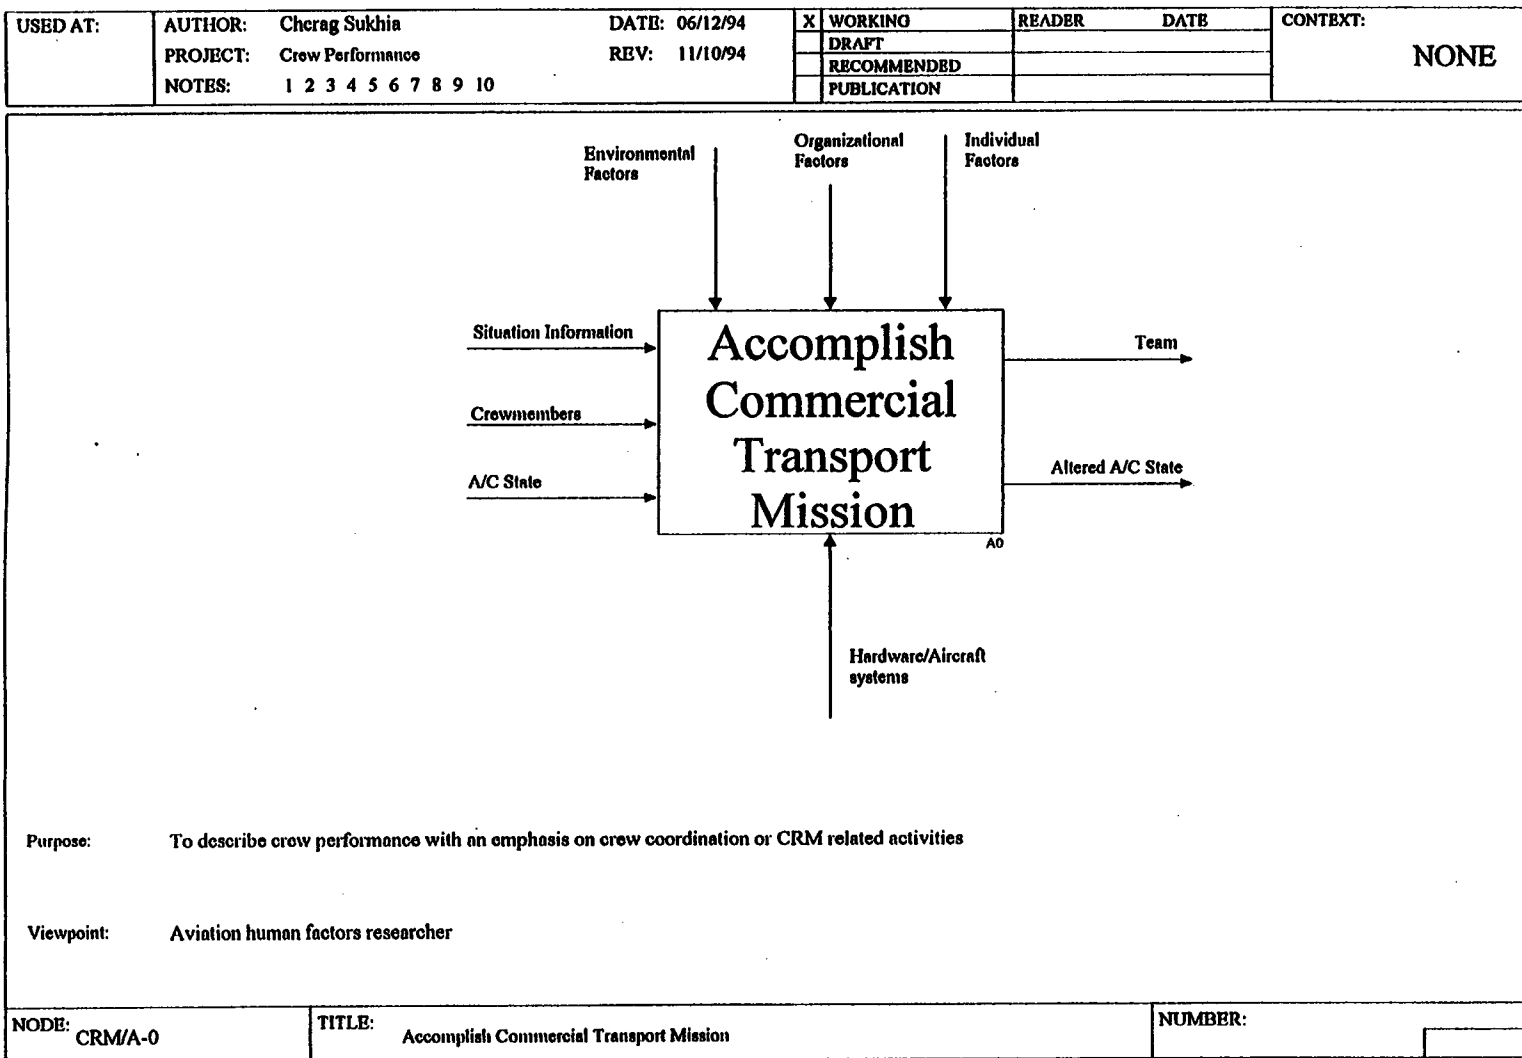 USED AT:
AUTHOR: Cherag Sukhia
DATE: 06/12/94
PROJECT: Crew Performance
REV: 11/10/94
NOTES: 1 2 3 4 5 6 7 8 9 10
X WORKING
DRAFT
RECOMMENDED
PUBLICATION
READER DATE
CONTEXT:
NONE
Environmental
Factors
Organizational
Factors
Individual
Factors
Situation Information
Crewmembers
A/C State
Accomplish
Commercial
Transport
Mission
A0
Team
Altered A/C State
Hardware/Aircraft
systems
Purpose: To describe crew performance with an emphasis on crew coordination or CRM related activities
Viewpoint: Aviation human factors researcher
NODE: CRM/A-0
TITLE: Accomplish Commercial Transport Mission
NUMBER: